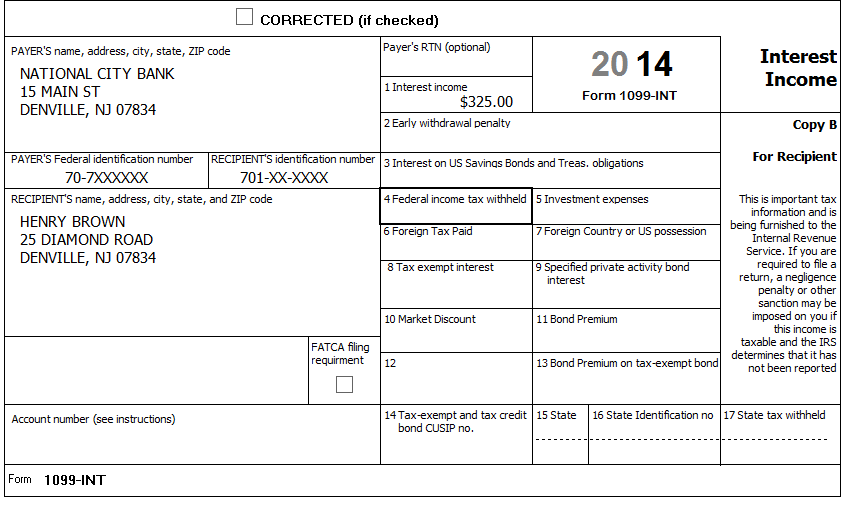 CORRECTED (if checked)
PAYER'S name, address, city, state, ZIP code
NATIONAL CITY BANK
15 MAIN ST
DENVILLE, NJ 07834
Payer's RTN (optional)
1 Interest income
$325.00
2014
Form 1099-INT
Interest
Income
2 Early withdrawal penalty
Copy B
For Recipient
PAYER'S Federal identification number
70-7XXXXXX
RECIPIENT'S identification number
701-XX-XXXX
3 Interest on US Savings Bonds and Treas. obligations
RECIPIENT'S name, address, city, state, and ZIP code
HENRY BROWN
25 DIAMOND ROAD
DENVILLE, NJ 07834
4 Federal income tax withheld
5 Investment expenses
6 Foreign Tax Paid
7 Foreign Country or US possession
8 Tax exempt interest
9 Specified private activity bond
interest
10 Market Discount
11 Bond Premium
This is important tax
information and is
being furnished to the
Internal Revenue
Service. If you are
required to file a
return, a negligence
penalty or other
sanction may be
imposed on you if
this income is
taxable and the IRS
determines that it has
not been reported
FATCA filing
requirment
12
13 Bond Premium on tax-exempt bond
Account number (see instructions)
14 Tax-exempt and tax credit
bond CUSIP no.
15 State
16 State Identification no
17 State tax withheld
Form 1099-INT